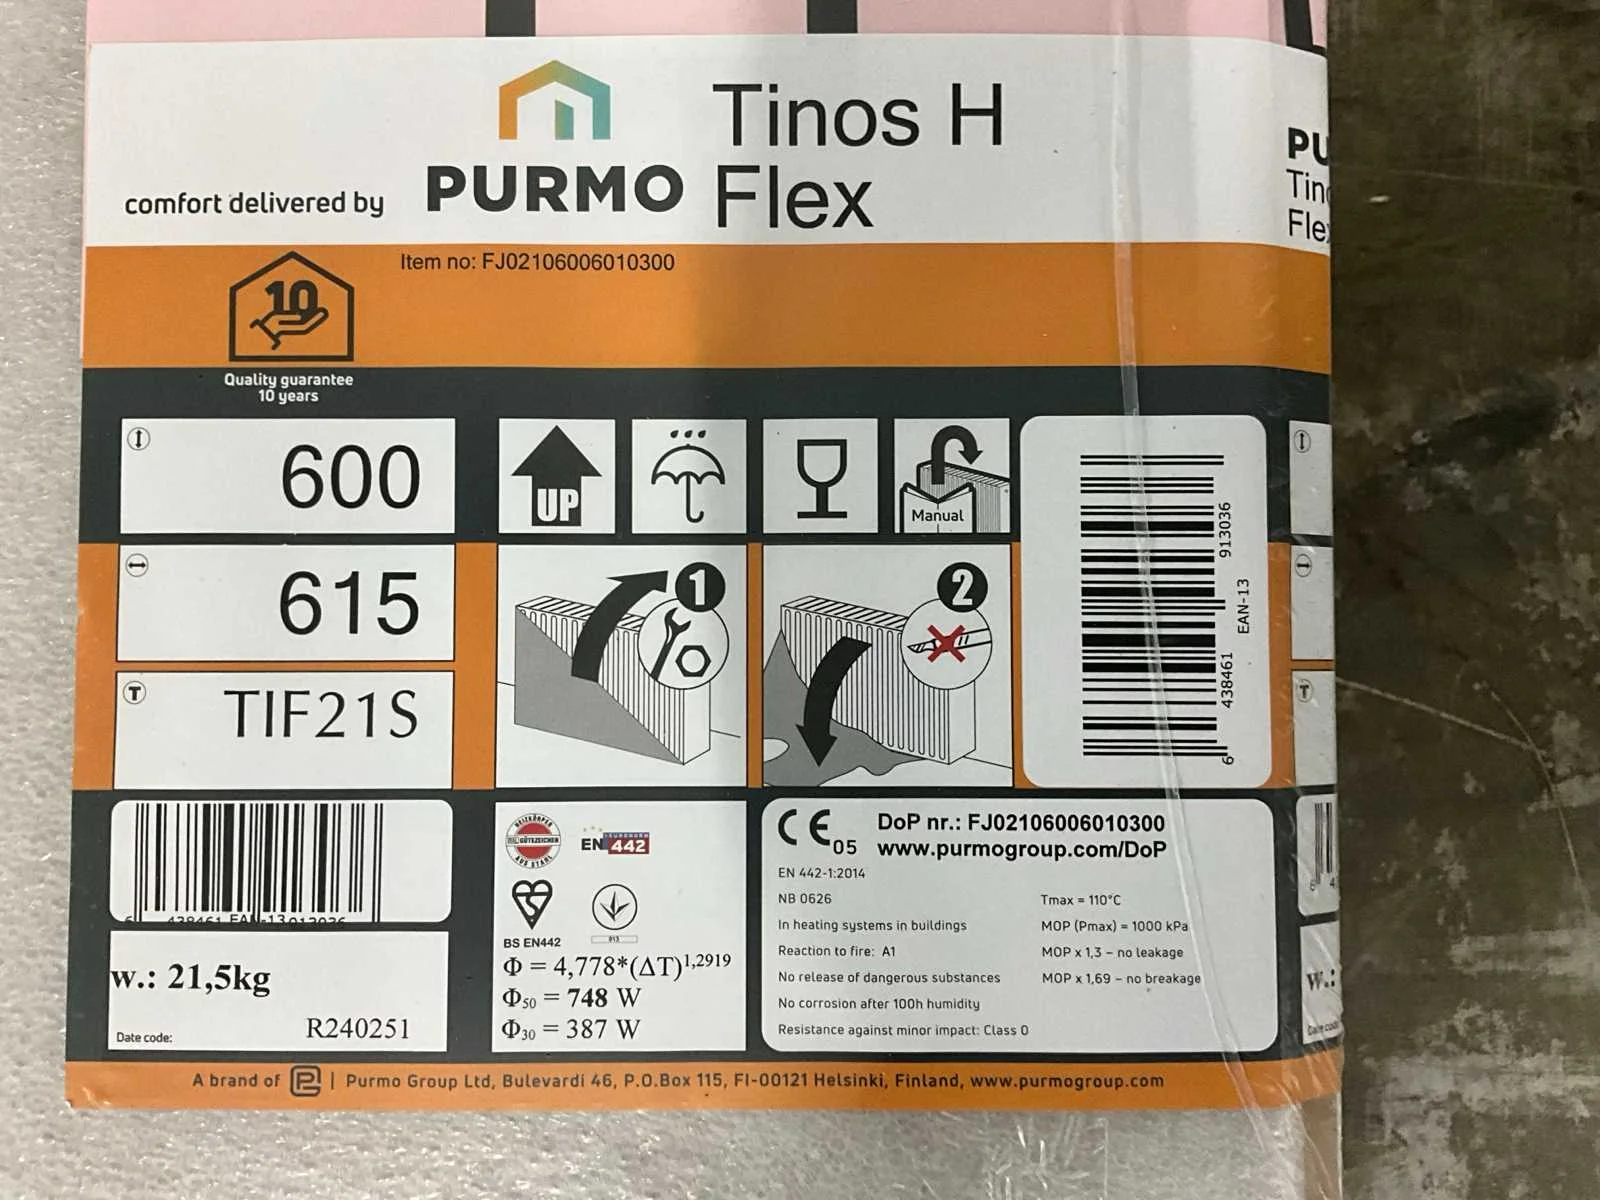 Tinos H
Flex
comfort delivered by PURMO
Item no: FJ02106006010300
10
Quality guarantee
10 years
600
UP
Manual
615
1
2
T
TIF21S
6 438461 913036
EAN-13
w.: 21,5kg
Date code: R240251
HEIZKÖRPER
GÜTEZEICHEN
AUS STAHL
EN 442
BS EN442
013
Φ = 4,778*(ΔT)1,2919
Φ50 = 748 W
Φ30 = 387 W
CE 05
DoP nr.: FJ02106006010300
www.purmogroup.com/DoP
EN 442-1:2014
NB 0626
In heating systems in buildings
Reaction to fire: A1
No release of dangerous substances
No corrosion after 100h humidity
Resistance against minor impact: Class 0
Tmax = 110°C
MOP (Pmax) = 1000 kPa
MOP x 1,3 – no leakage
MOP x 1,69 – no breakage
A brand of P | Purmo Group Ltd, Bulevardi 46, P.O.Box 115, FI-00121 Helsinki, Finland, www.purmogroup.com
PU
Tin
Fle
T
w.: